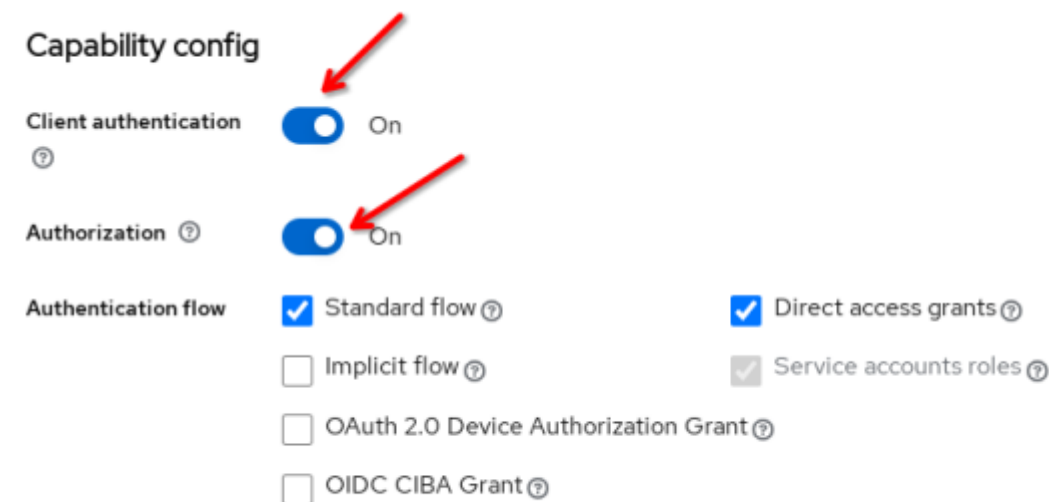 Capability config
Client authentication On
Authorization On
Authentication flow Standard flow Direct access grants
Implicit flow Service accounts roles
OAuth 2.0 Device Authorization Grant
OIDC CIBA Grant